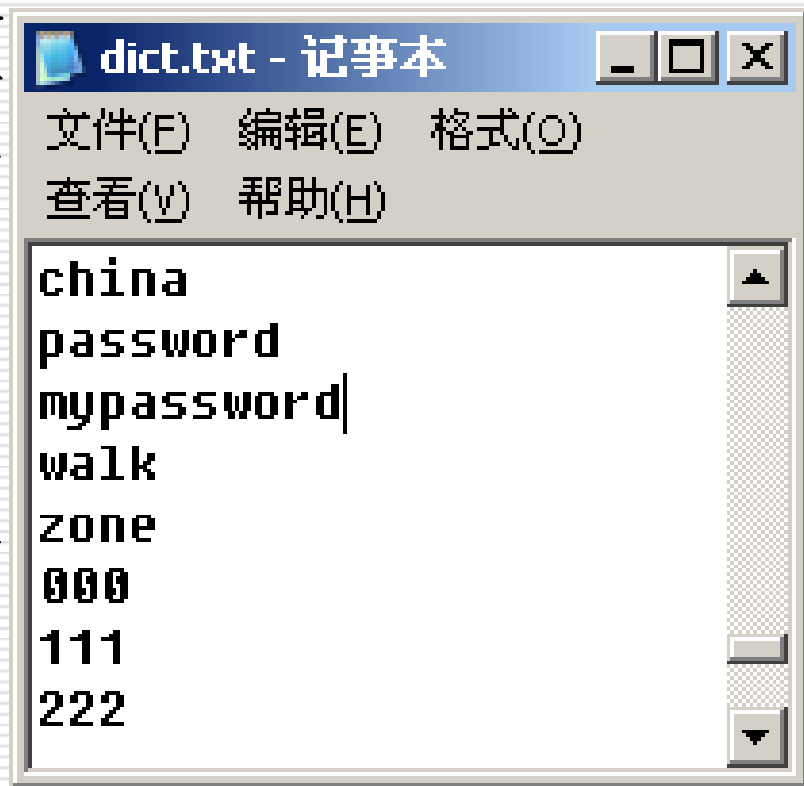 dict.txt - 记事本
文件(F) 编辑(E) 格式(O)
查看(V) 帮助(H)
china
password
mypassword
walk
zone
000
111
222